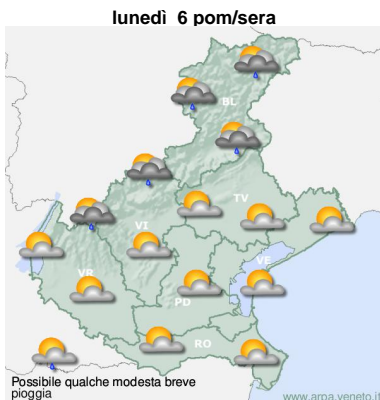 lunedì 6 pom/sera
BL
TV
VI
VE
VR
PD
RO
Possibile qualche modesta breve
pioggia
www.arpa.veneto.it